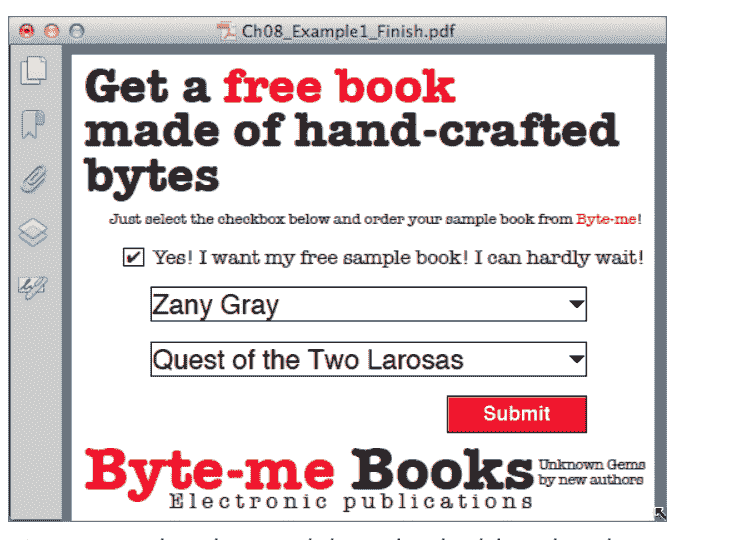 Ch08_Example1_Finish.pdf
Get a free book
made of hand-crafted
bytes
Just select the checkbox below and order your sample book from Byte-me!
Yes! I want my free sample book! I can hardly wait!
Zany Gray
Quest of the Two Larosas
Submit
Byte-me Books
Unknown Gems
by new authors
Electronic publications